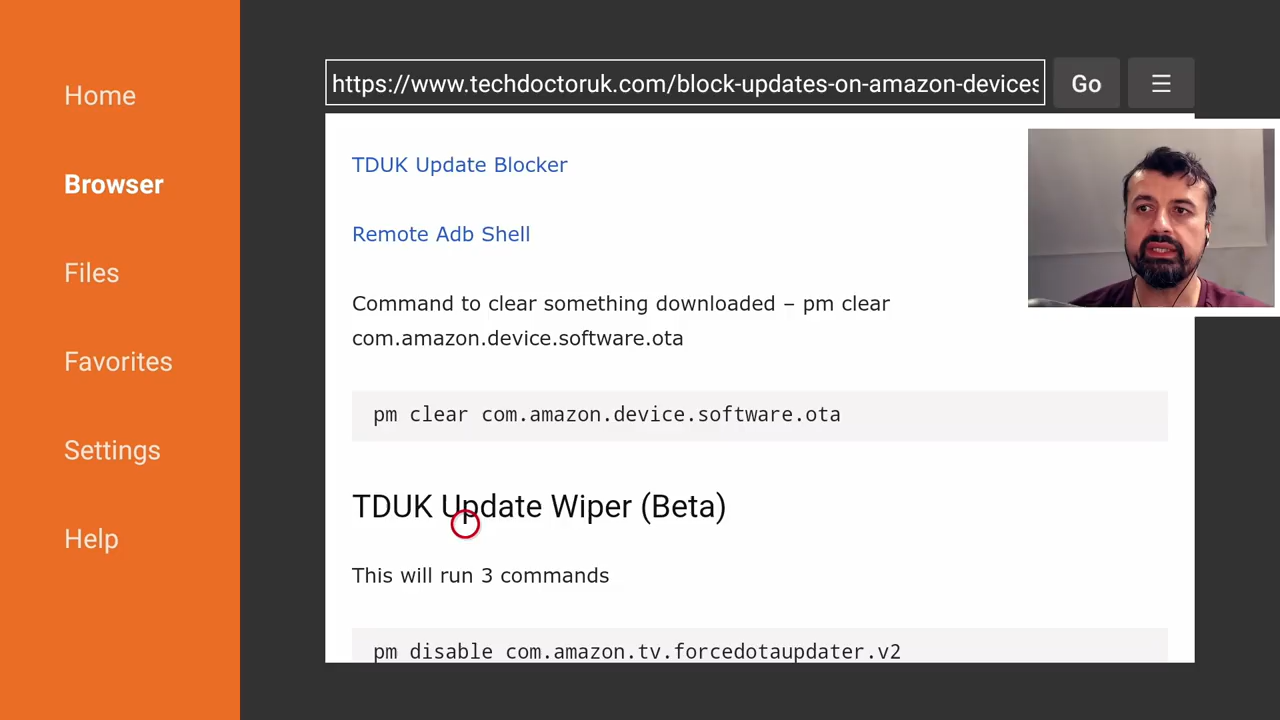 Home
Browser
Files
Favorites
Settings
Help
https://www.techdoctoruk.com/block-updates-on-amazon-devices
Go
TDUK Update Blocker
Remote Adb Shell
Command to clear something downloaded – pm clear
com.amazon.device.software.ota
pm clear com.amazon.device.software.ota
TDUK Update Wiper (Beta)
This will run 3 commands
pm disable com.amazon.tv.forcedotaupdater.v2